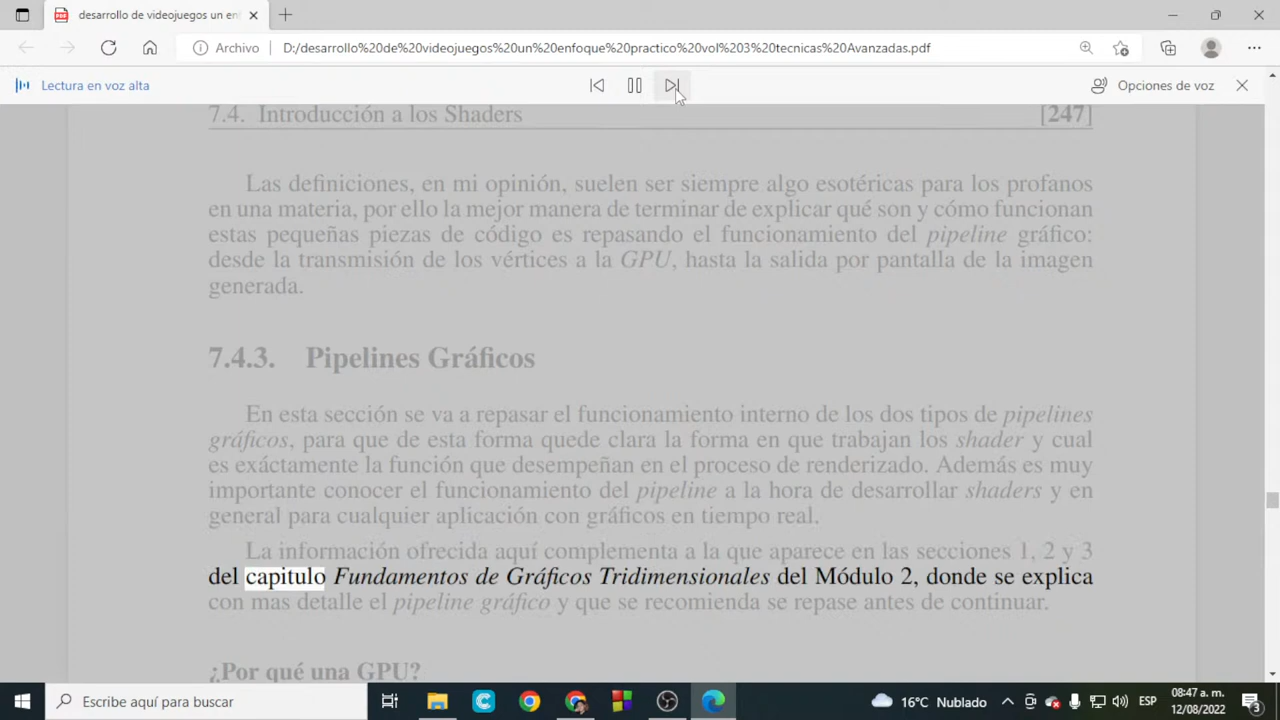 desarrollo de videojuegos un en
Archivo
D:/desarrollo%20de%20videojuegos%20un%20enfoque%20practico%20vol%203%20tecnicas%20Avanzadas.pdf
Lectura en voz alta
Opciones de voz
7.4. Introducción a los Shaders [247]
Las definiciones, en mi opinión, suelen ser siempre algo esotéricas para los profanos
en una materia, por ello la mejor manera de terminar de explicar qué son y cómo funcionan
estas pequeñas piezas de código es repasando el funcionamiento del pipeline gráfico:
desde la transmisión de los vértices a la GPU, hasta la salida por pantalla de la imagen
generada.
7.4.3. Pipelines Gráficos
En esta sección se va a repasar el funcionamiento interno de los dos tipos de pipelines
gráficos, para que de esta forma quede clara la forma en que trabajan los shader y cual
es exáctamente la función que desempeñan en el proceso de renderizado. Además es muy
importante conocer el funcionamiento del pipeline a la hora de desarrollar shaders y en
general para cualquier aplicación con gráficos en tiempo real.
La información ofrecida aquí complementa a la que aparece en las secciones 1, 2 y 3
del capitulo Fundamentos de Gráficos Tridimensionales del Módulo 2, donde se explica
con mas detalle el pipeline gráfico y que se recomienda se repase antes de continuar.
¿Por qué una GPU?
Escribe aquí para buscar
16°C Nublado
ESP
08:47 a. m.
12/08/2022
3